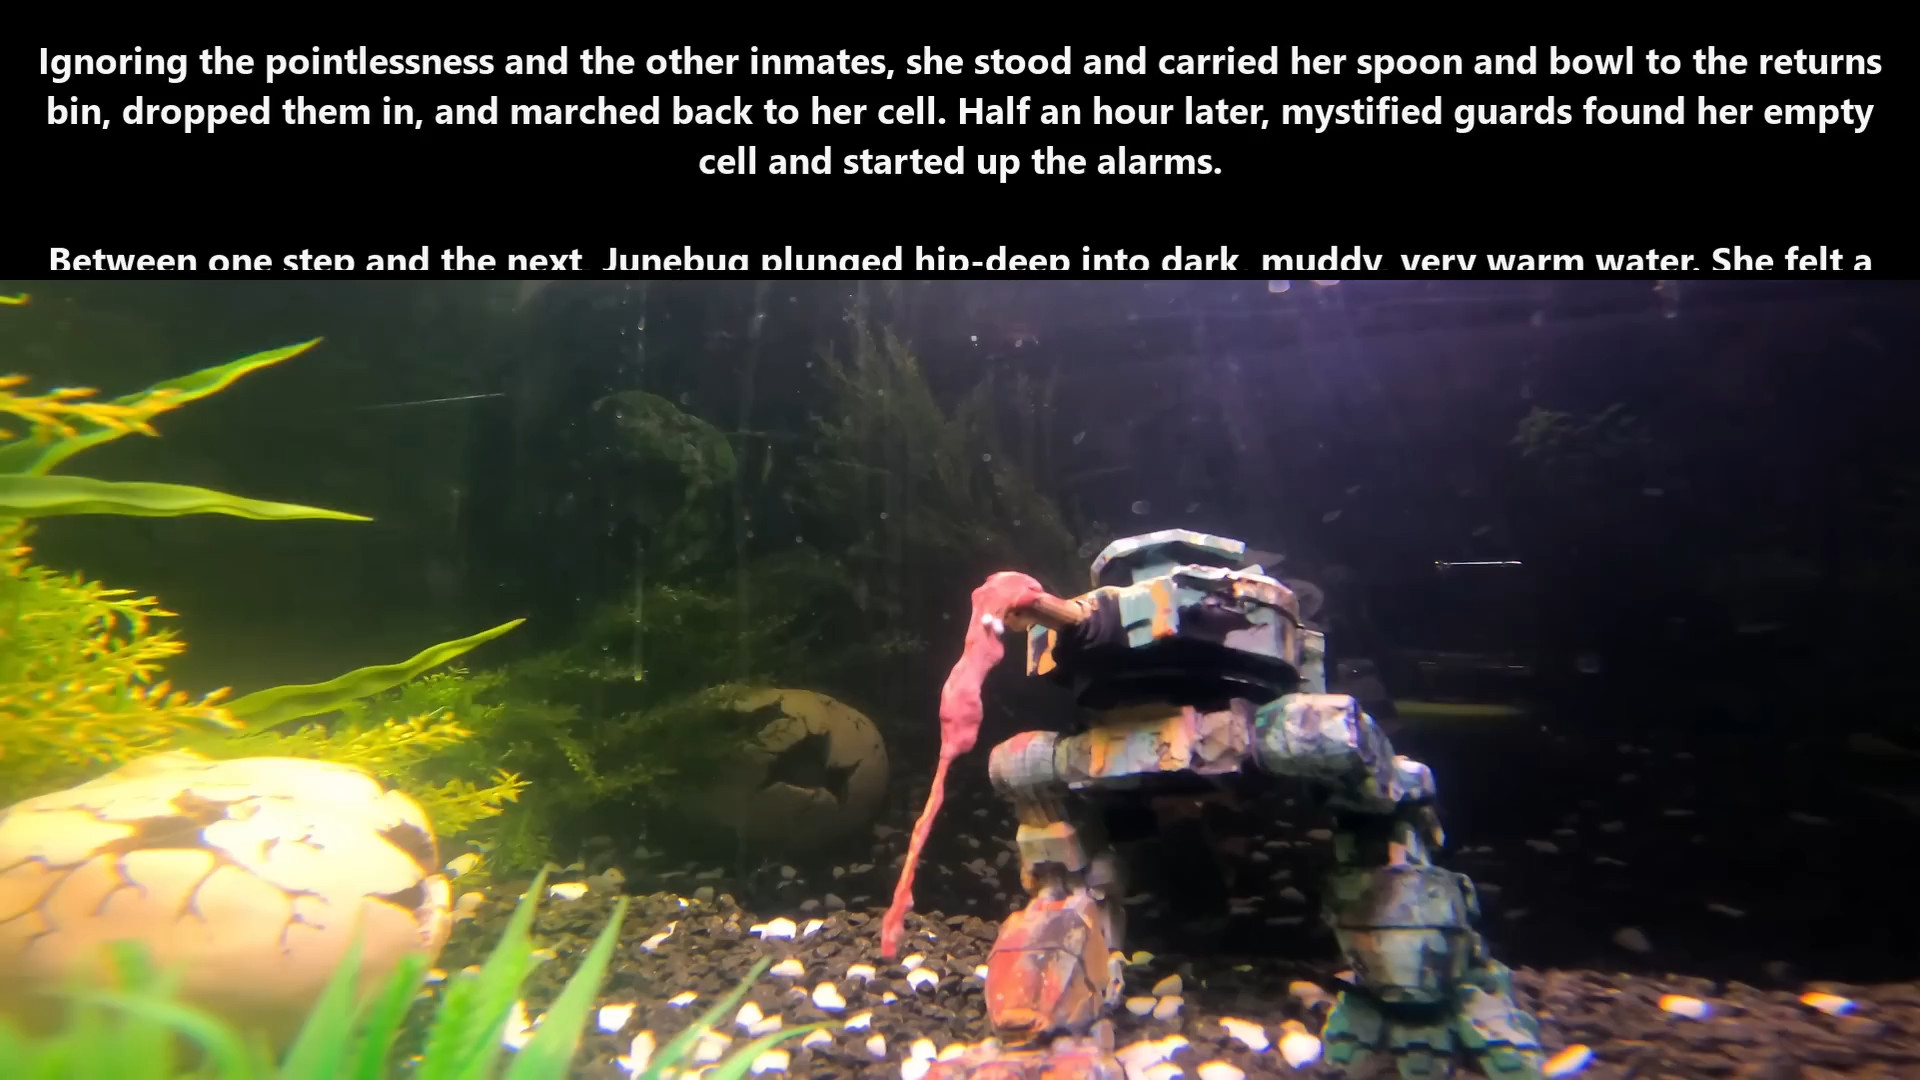 Ignoring the pointlessness and the other inmates, she stood and carried her spoon and bowl to the returns
bin, dropped them in, and marched back to her cell. Half an hour later, mystified guards found her empty
cell and started up the alarms.
Between one step and the next, Junebug plunged hip-deep into dark, muddy, very warm water. She felt a